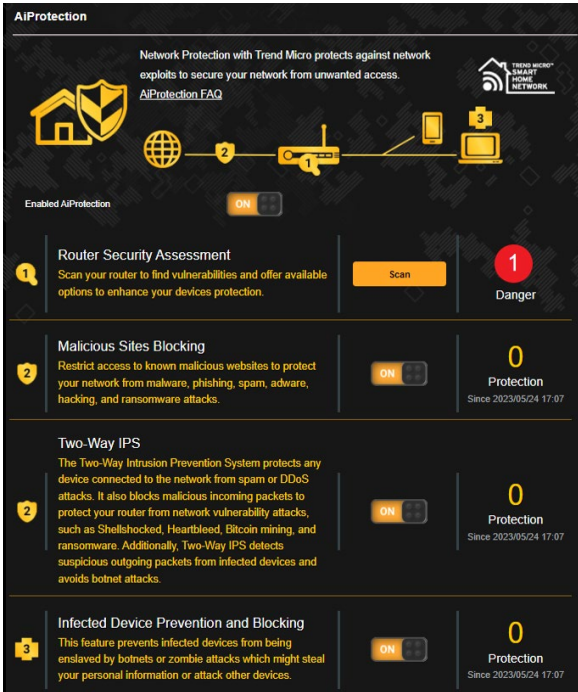 AiProtection
Network Protection with Trend Micro protects against network
exploits to secure your network from unwanted access.
AiProtection FAQ
TREND MICRO™
SMART
HOME
NETWORK
3
2
1
Enabled AiProtection
ON
1
Router Security Assessment
Scan your router to find vulnerabilities and offer available
options to enhance your devices protection.
Scan
1
Danger
2
Malicious Sites Blocking
Restrict access to known malicious websites to protect
your network from malware, phishing, spam, adware,
hacking, and ransomware attacks.
ON
0
Protection
Since 2023/05/24 17:07
2
Two-Way IPS
The Two-Way Intrusion Prevention System protects any
device connected to the network from spam or DDoS
attacks. It also blocks malicious incoming packets to
protect your router from network vulnerability attacks,
such as Shellshocked, Heartbleed, Bitcoin mining, and
ransomware. Additionally, Two-Way IPS detects
suspicious outgoing packets from infected devices and
avoids botnet attacks.
ON
0
Protection
Since 2023/05/24 17:07
3
Infected Device Prevention and Blocking
This feature prevents infected devices from being
enslaved by botnets or zombie attacks which might steal
your personal information or attack other devices.
ON
0
Protection
Since 2023/05/24 17:07